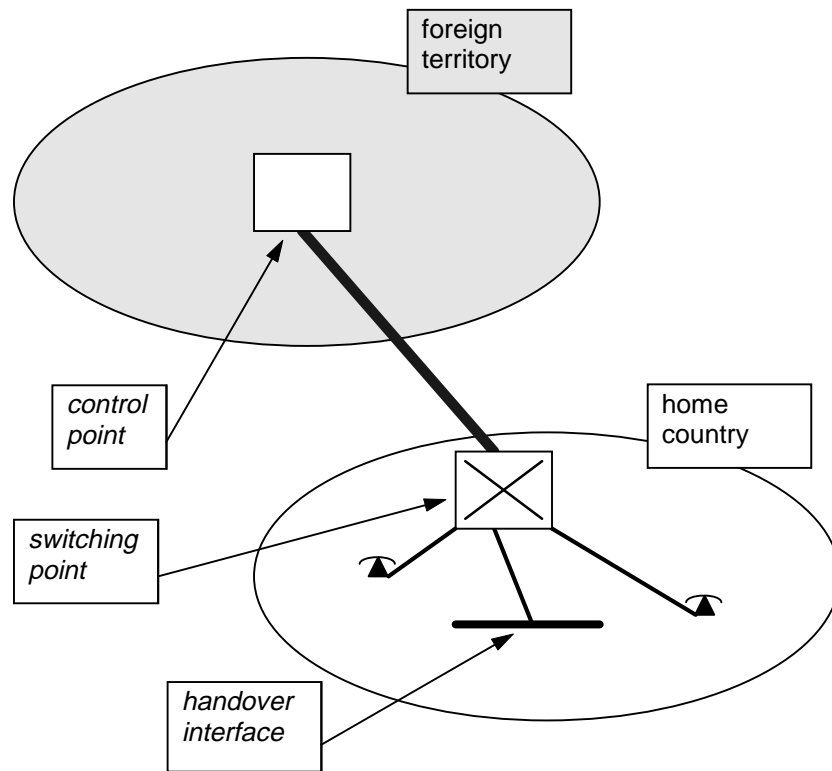 foreign
territory
control
point
home
country
switching
point
handover
interface